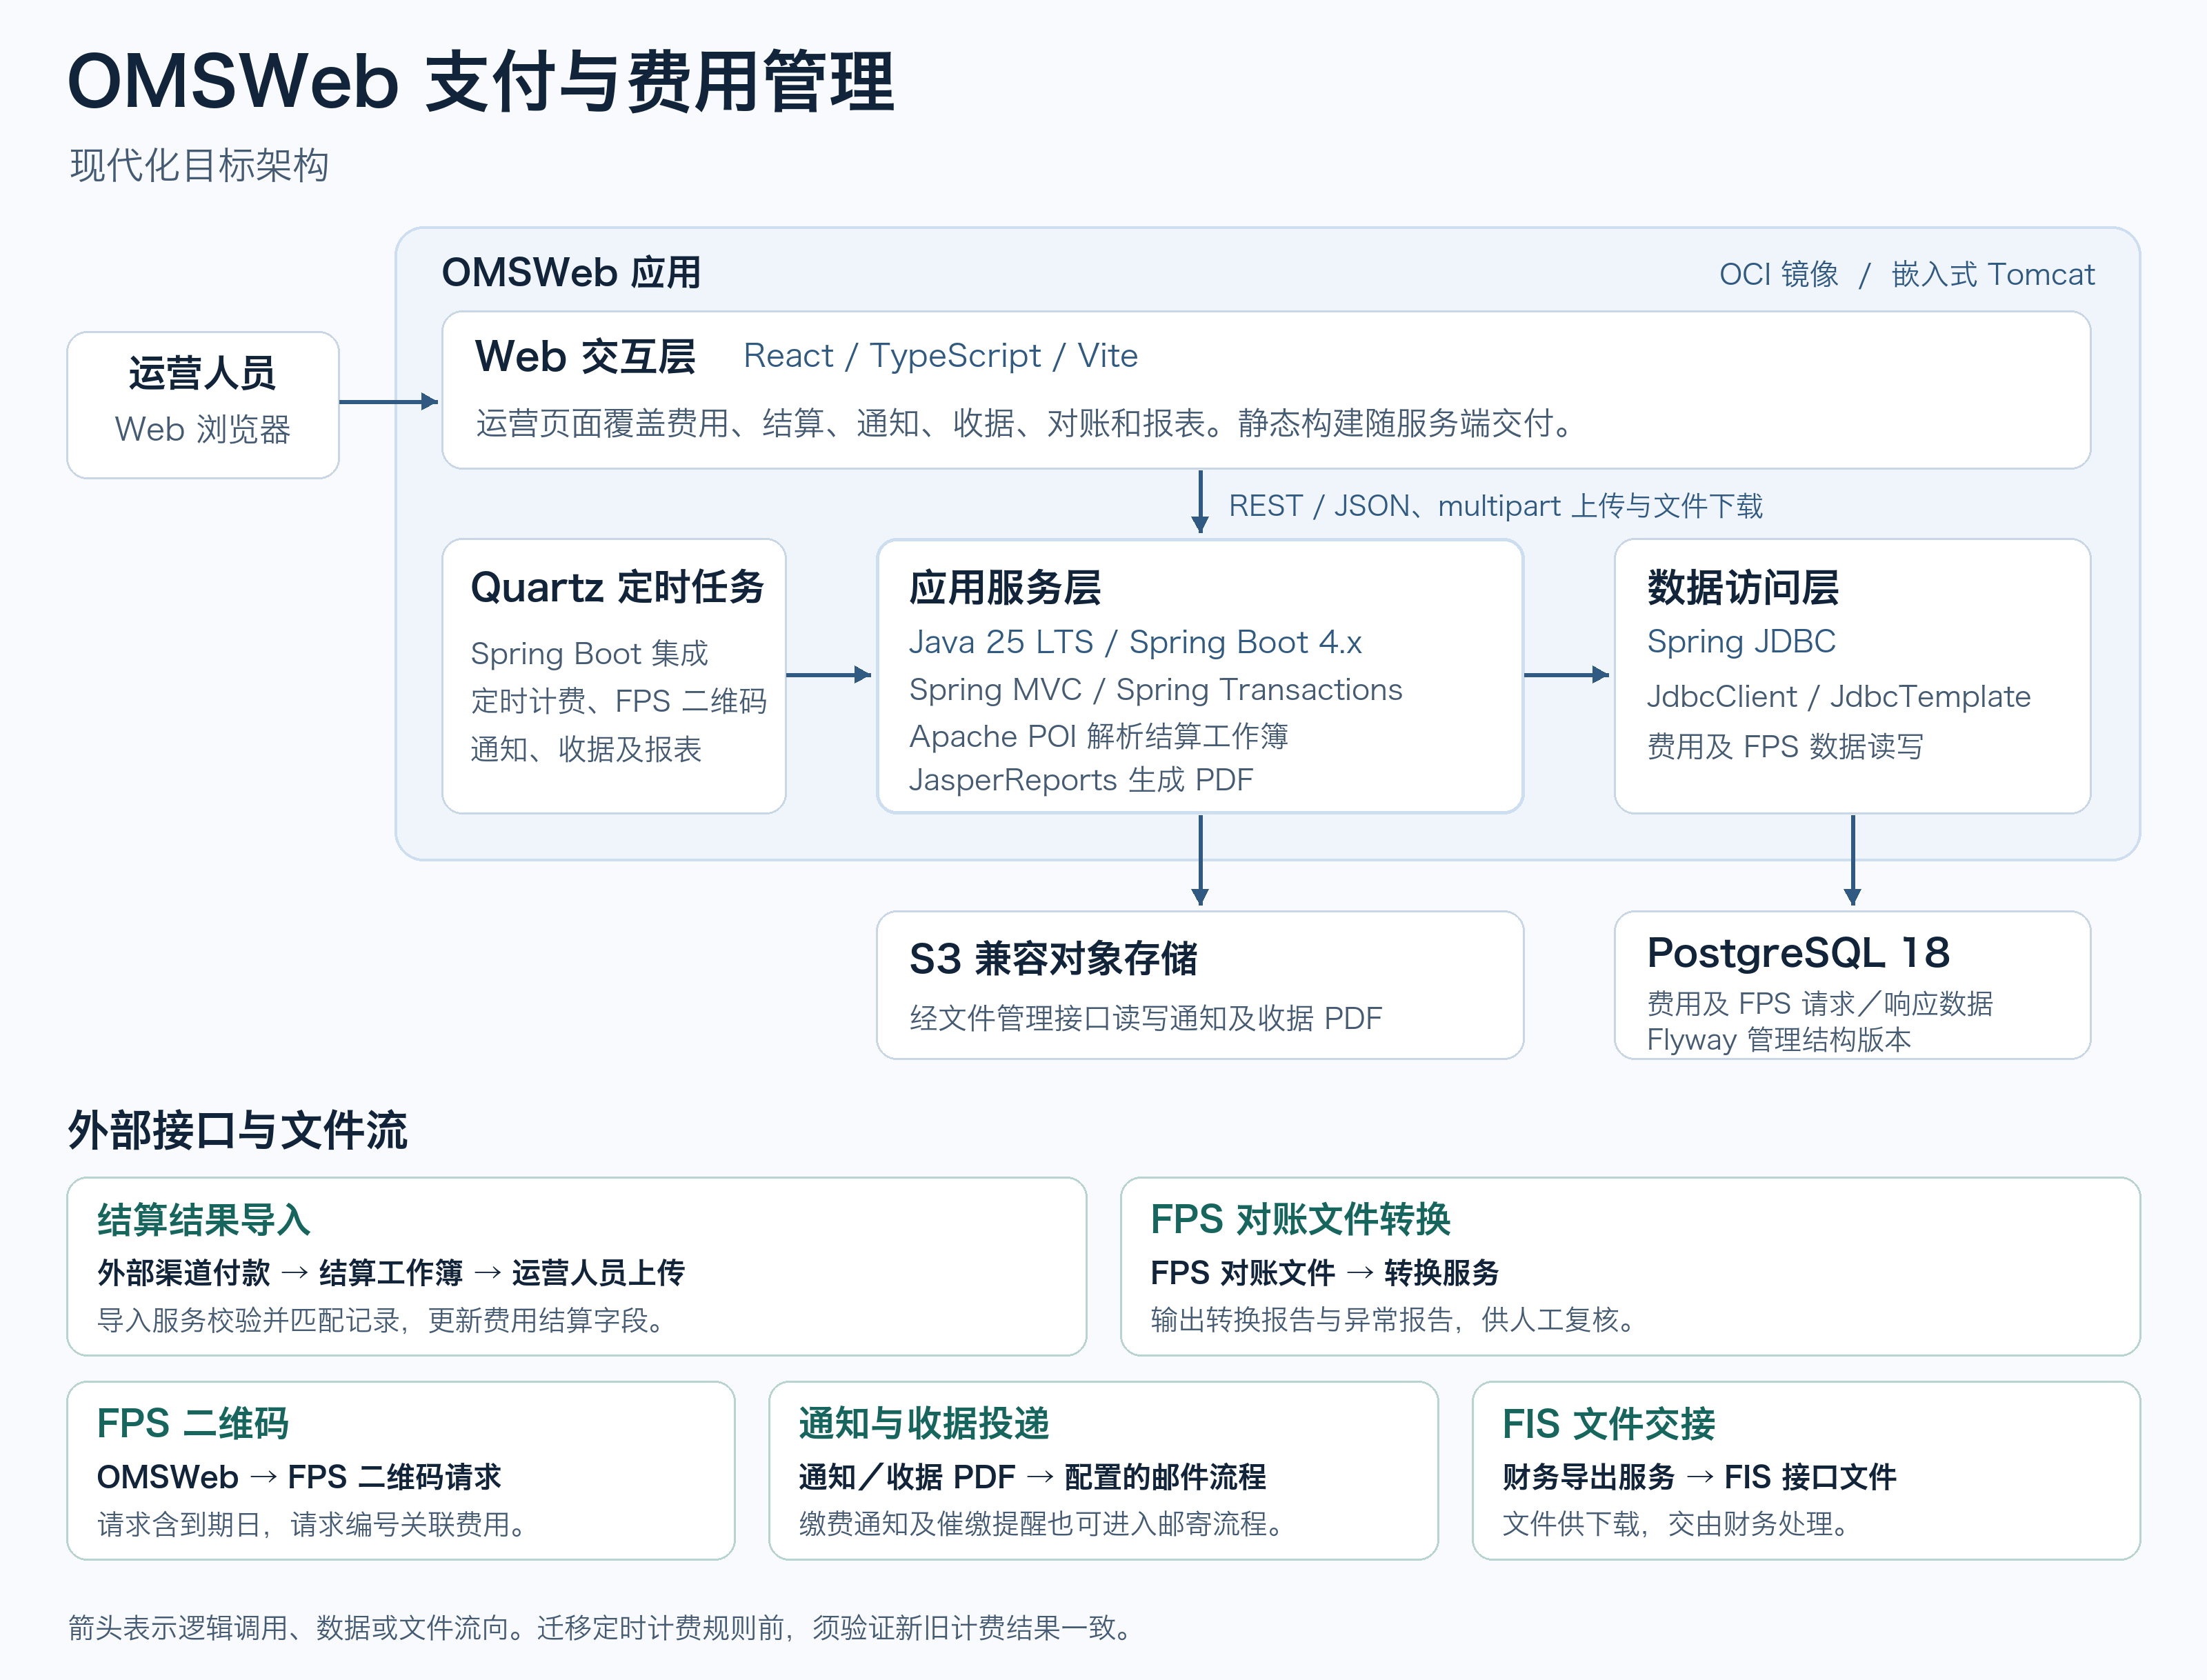 OMSWeb 支付与费用管理
现代化目标架构
OMSWeb 应用
OCI 镜像 / 嵌入式 Tomcat
运营人员
Web 浏览器
Web 交互层 React / TypeScript / Vite
运营页面覆盖费用、结算、通知、收据、对账和报表。静态构建随服务端交付。
REST / JSON、multipart 上传与文件下载
Quartz 定时任务
Spring Boot 集成
定时计费、FPS 二维码
通知、收据及报表
应用服务层
Java 25 LTS / Spring Boot 4.x
Spring MVC / Spring Transactions
Apache POI 解析结算工作簿
JasperReports 生成 PDF
数据访问层
Spring JDBC
JdbcClient / JdbcTemplate
费用及 FPS 数据读写
S3 兼容对象存储
经文件管理接口读写通知及收据 PDF
PostgreSQL 18
费用及 FPS 请求／响应数据
Flyway 管理结构版本
外部接口与文件流
结算结果导入
外部渠道付款 → 结算工作簿 → 运营人员上传
导入服务校验并匹配记录，更新费用结算字段。
FPS 对账文件转换
FPS 对账文件 → 转换服务
输出转换报告与异常报告，供人工复核。
FPS 二维码
OMSWeb → FPS 二维码请求
请求含到期日，请求编号关联费用。
通知与收据投递
通知／收据 PDF → 配置的邮件流程
缴费通知及催缴提醒也可进入邮寄流程。
FIS 文件交接
财务导出服务 → FIS 接口文件
文件供下载，交由财务处理。
箭头表示逻辑调用、数据或文件流向。迁移定时计费规则前，须验证新旧计费结果一致。